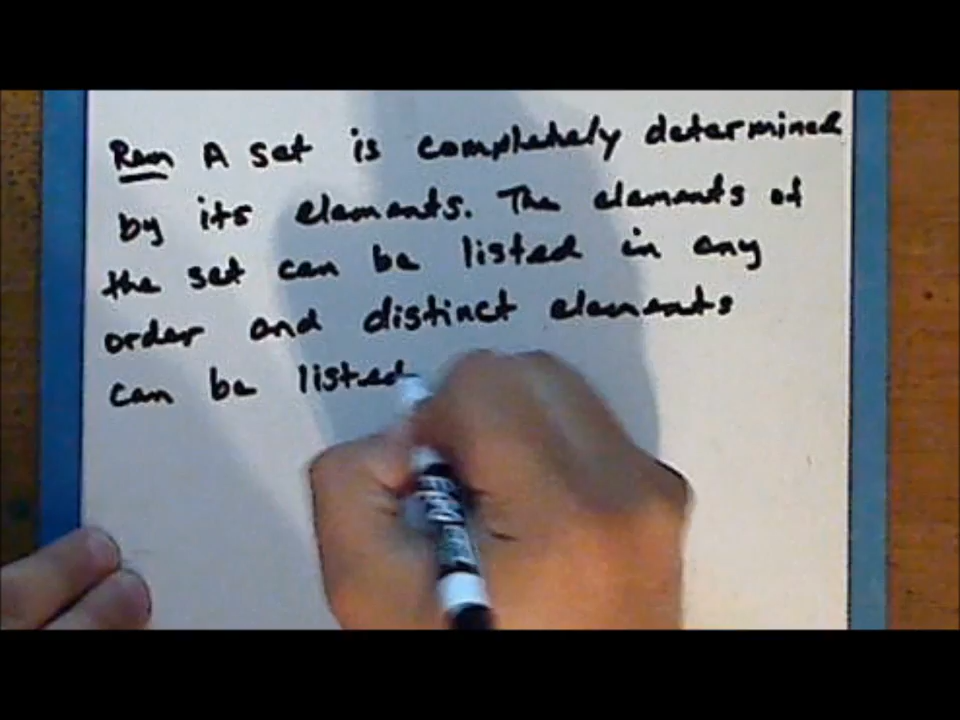 Rem A set is completely determined
by its elements. The elements of
the set can be listed in any
order and distinct elements
can be listed